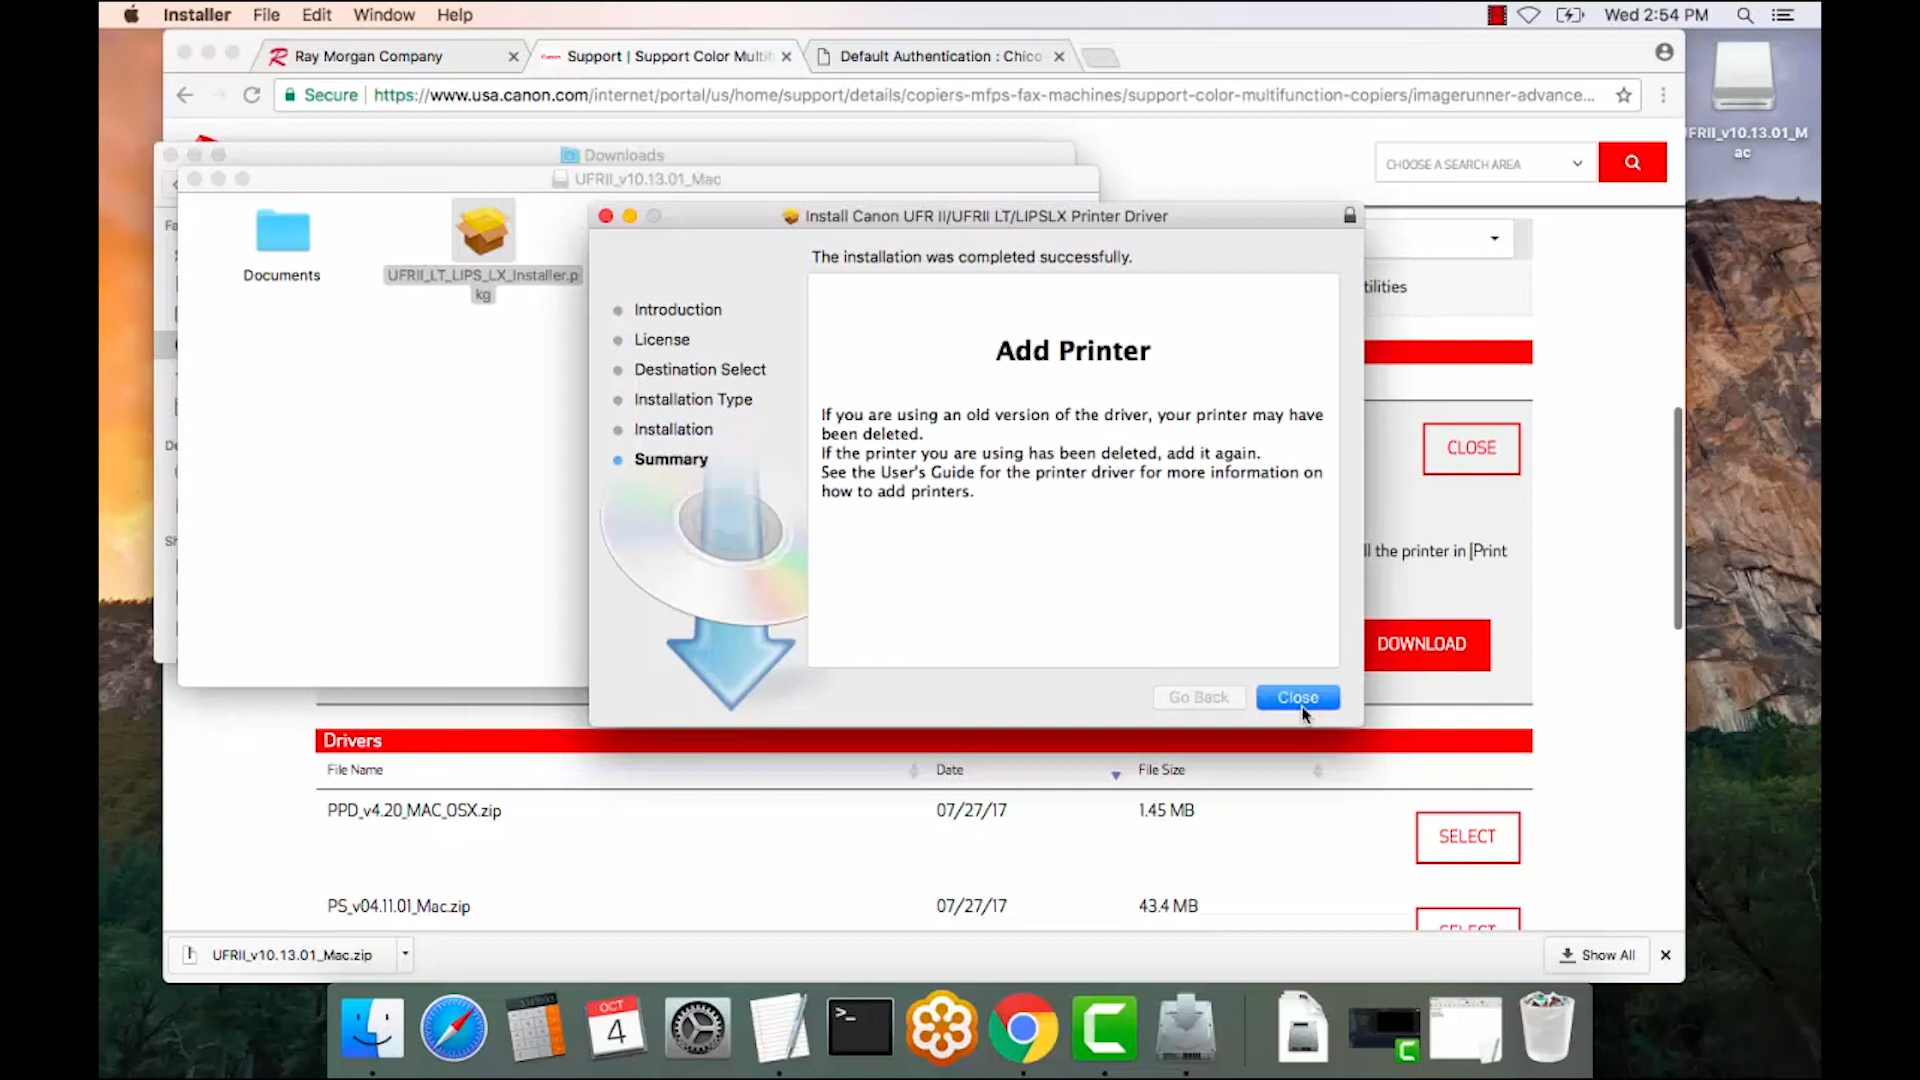 Installer File Edit Window Help
Wed 2:54 PM
Ray Morgan Company
Support | Support Color Multif
Default Authentication : Chico
Secure https://www.usa.canon.com/internet/portal/us/home/support/details/copiers-mfps-fax-machines/support-color-multifunction-copiers/imagerunner-advance...
UFRII_v10.13.01_M
ac
CHOOSE A SEARCH AREA
Downloads
UFRII_v10.13.01_Mac
Fa
De
Sh
Documents
UFRII_LT_LIPS_LX_Installer.p
kg
Install Canon UFR II/UFRII LT/LIPSLX Printer Driver
The installation was completed successfully.
Introduction
License
Destination Select
Installation Type
Installation
Summary
Add Printer
If you are using an old version of the driver, your printer may have
been deleted.
If the printer you are using has been deleted, add it again.
See the User's Guide for the printer driver for more information on
how to add printers.
Go Back
Close
tilities
CLOSE
ll the printer in [Print
DOWNLOAD
Drivers
File Name Date File Size
PPD_v4.20_MAC_OSX.zip 07/27/17 1.45 MB
SELECT
PS_v04.11.01_Mac.zip 07/27/17 43.4 MB
SELECT
UFRII_v10.13.01_Mac.zip
Show All
OCT
4